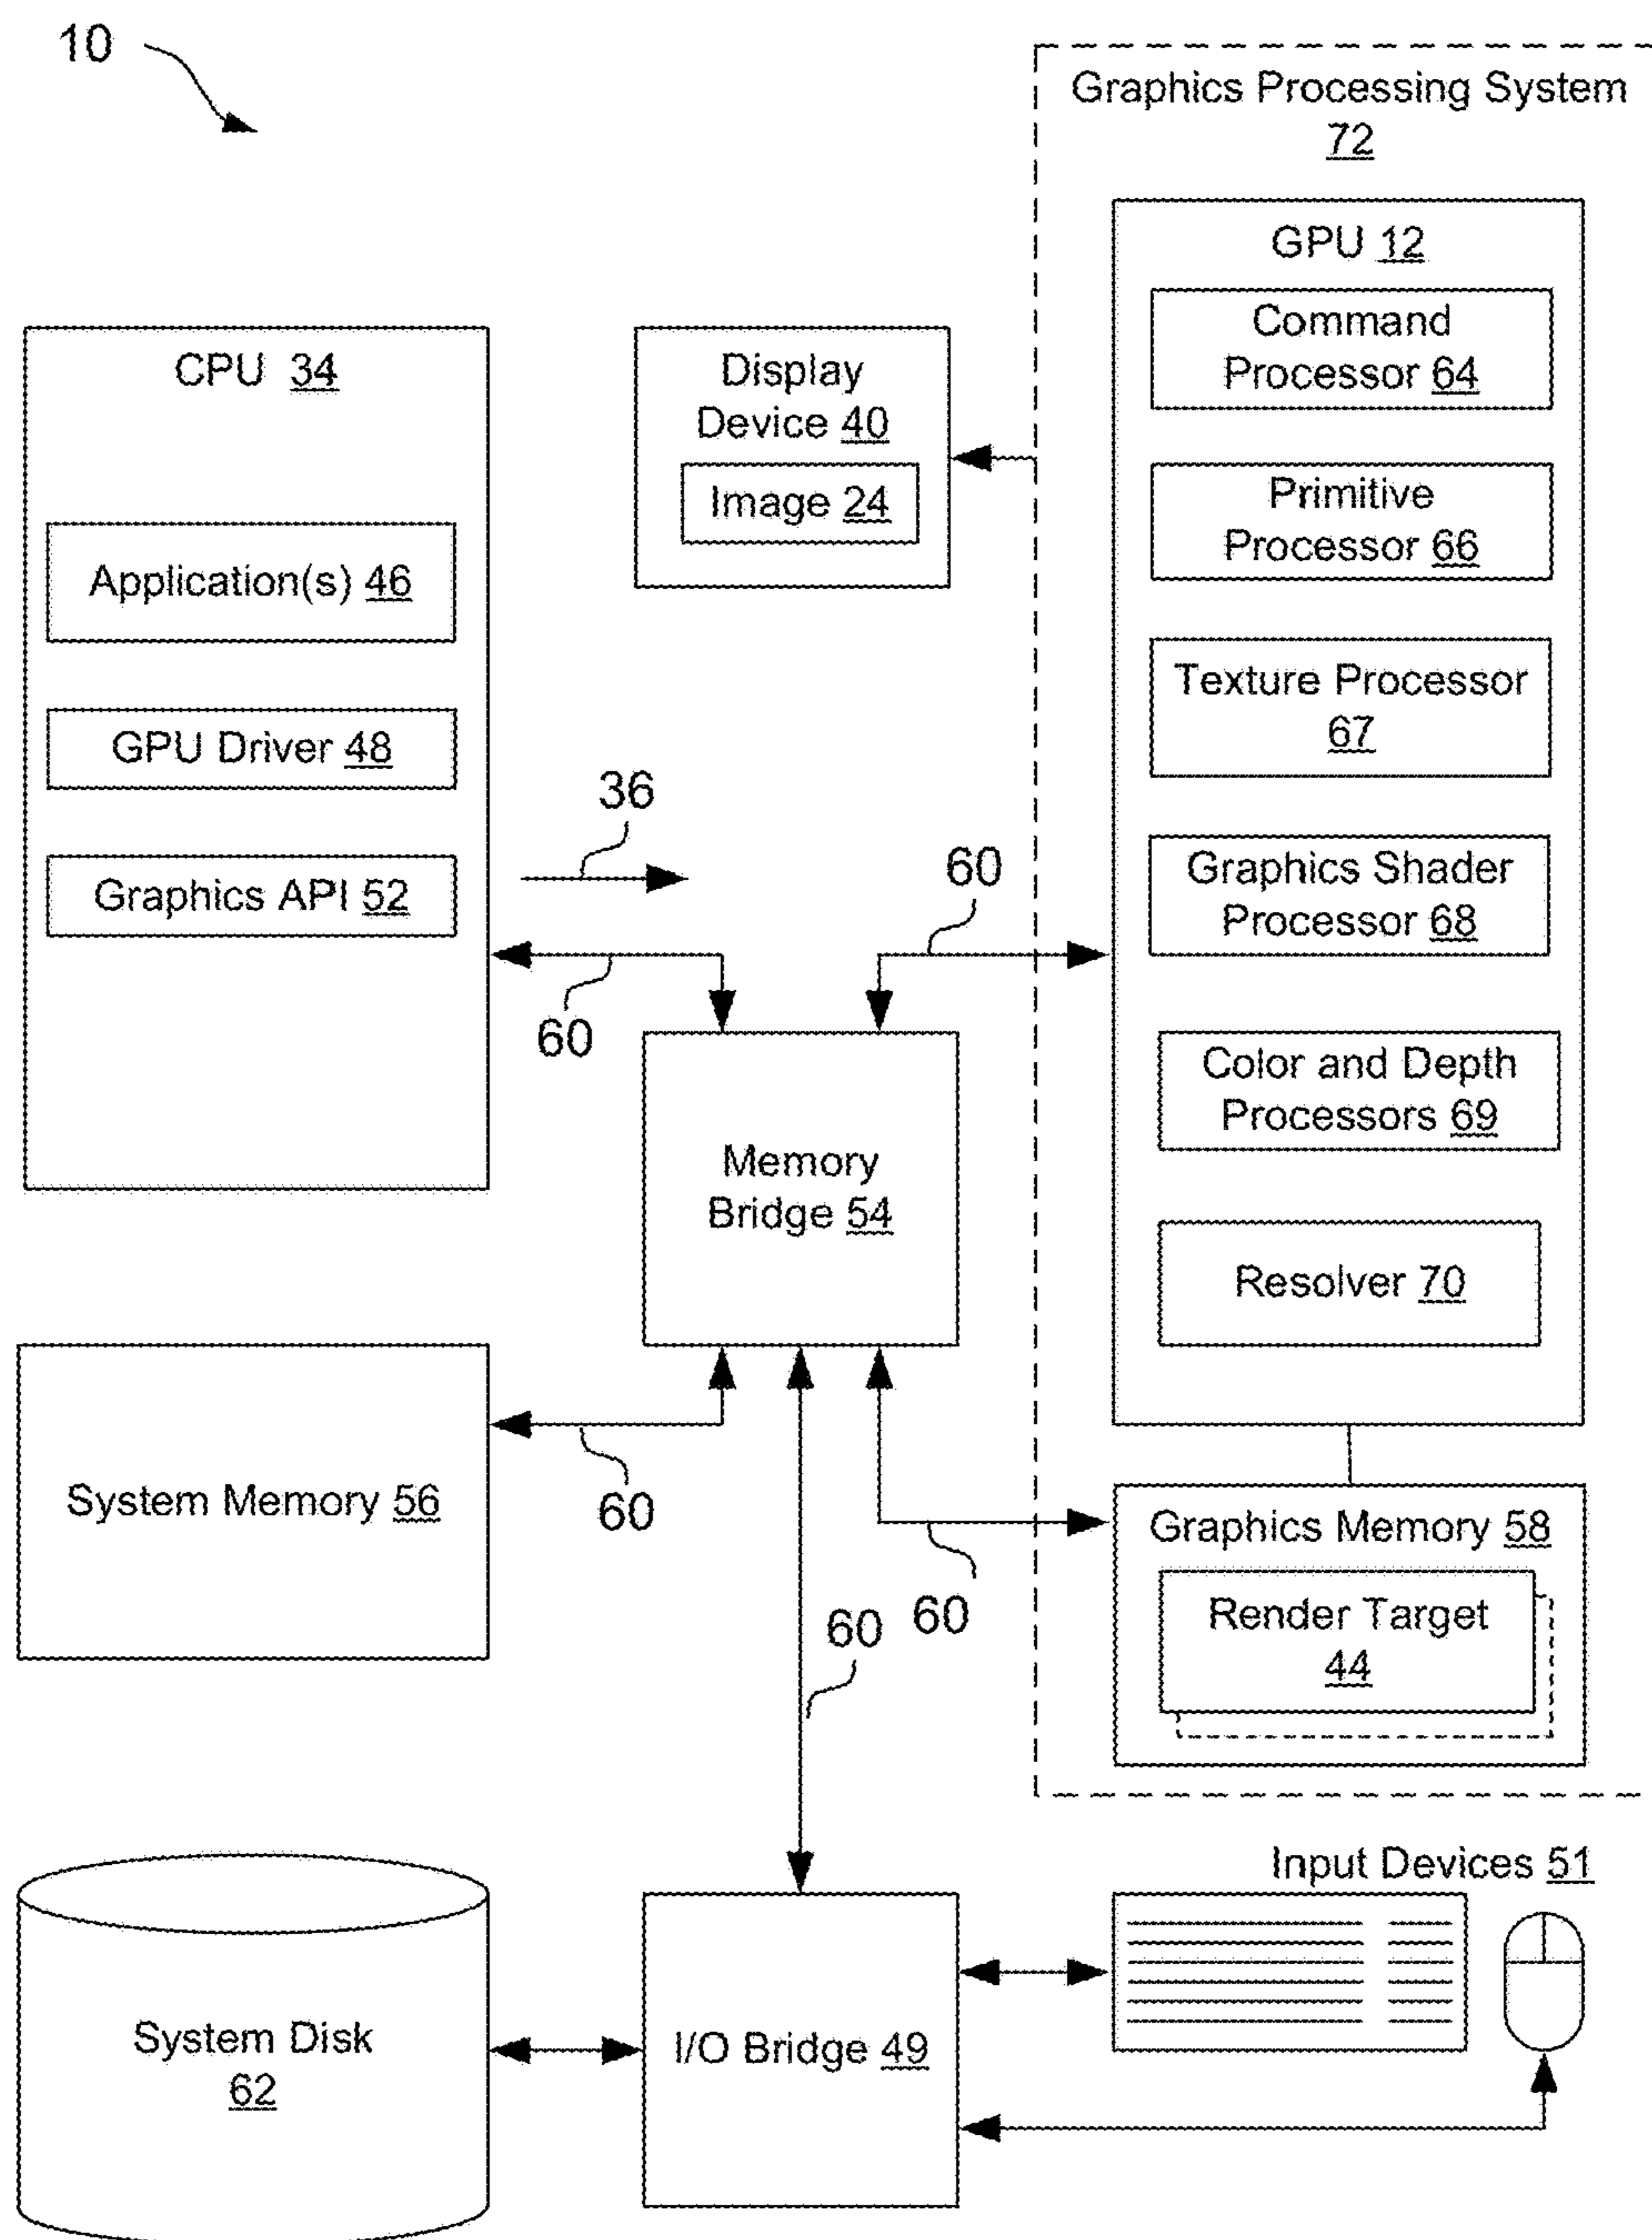 10
Graphics Processing System
72
GPU 12
Command
Processor 64
Primitive
Processor 66
Texture Processor
67
Graphics Shader
Processor 68
Color and Depth
Processors 69
Resolver 70
CPU 34
Application(s) 46
GPU Driver 48
Graphics API 52
Display
Device 40
Image 24
36
60
60
Memory
Bridge 54
System Memory 56
60
60
60
Graphics Memory 58
Render Target
44
Input Devices 51
System Disk
62
I/O Bridge 49